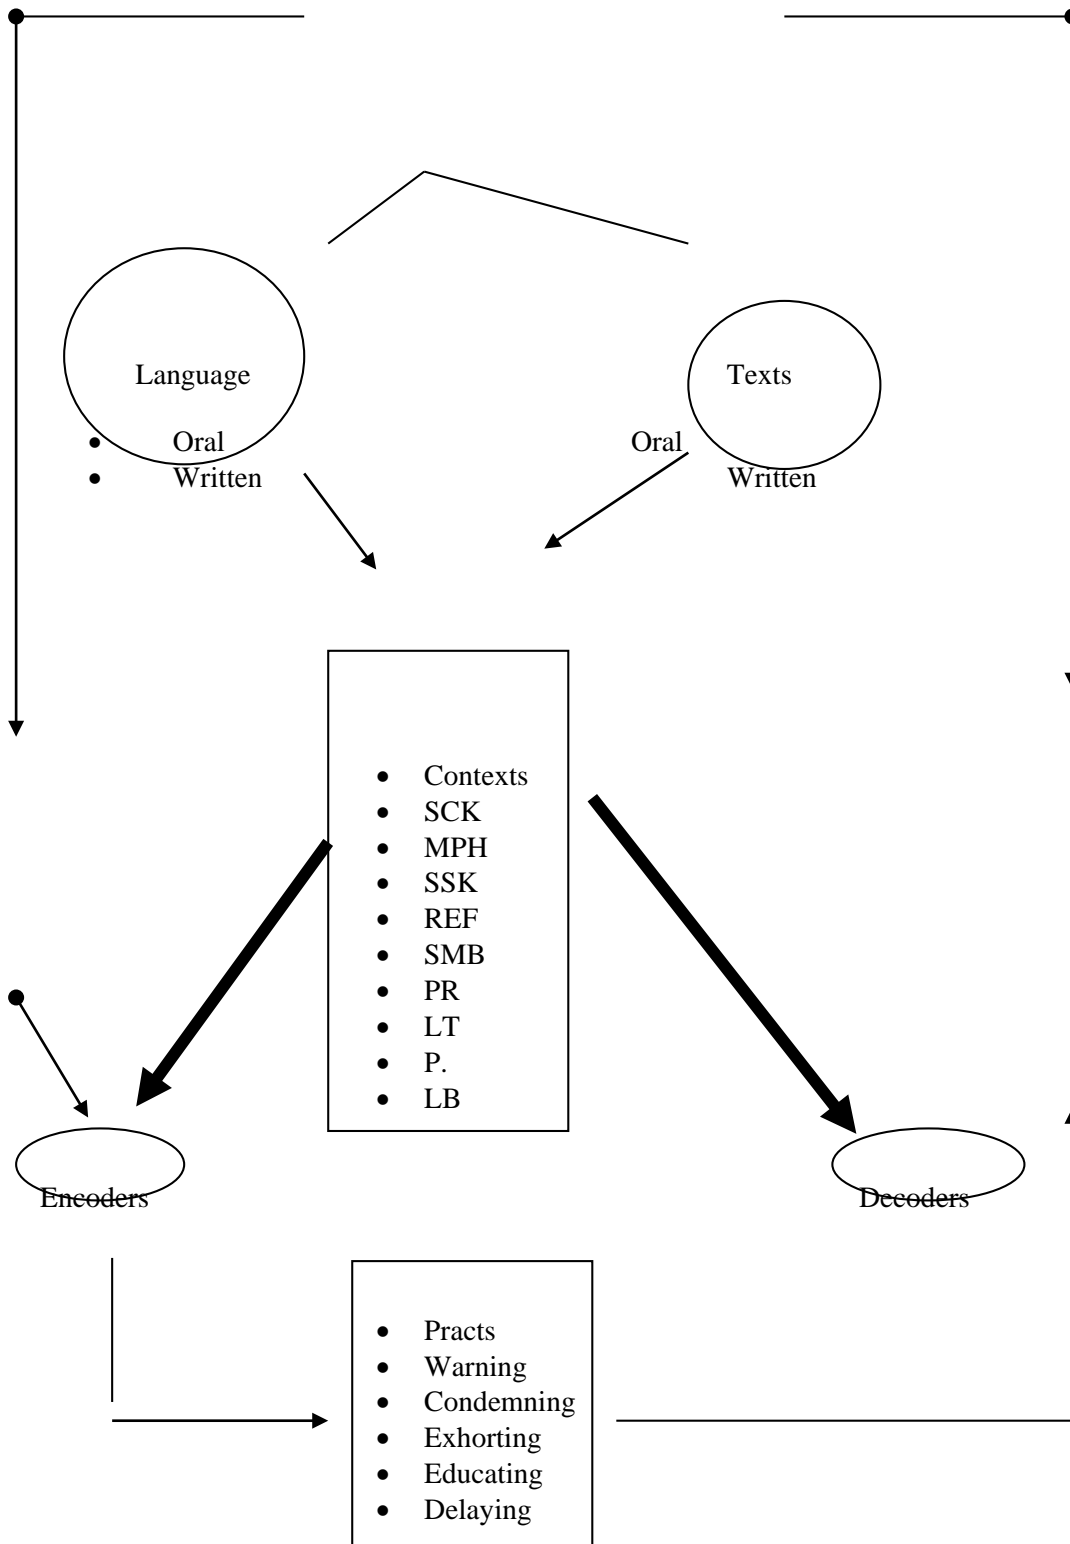 Language
Texts
• Oral
Oral
• Written
Written
• Contexts
• SCK
• MPH
• SSK
• REF
• SMB
• PR
• LT
• P.
• LB
Encoders
Decoders
• Practs
• Warning
• Condemning
• Exhorting
• Educating
• Delaying